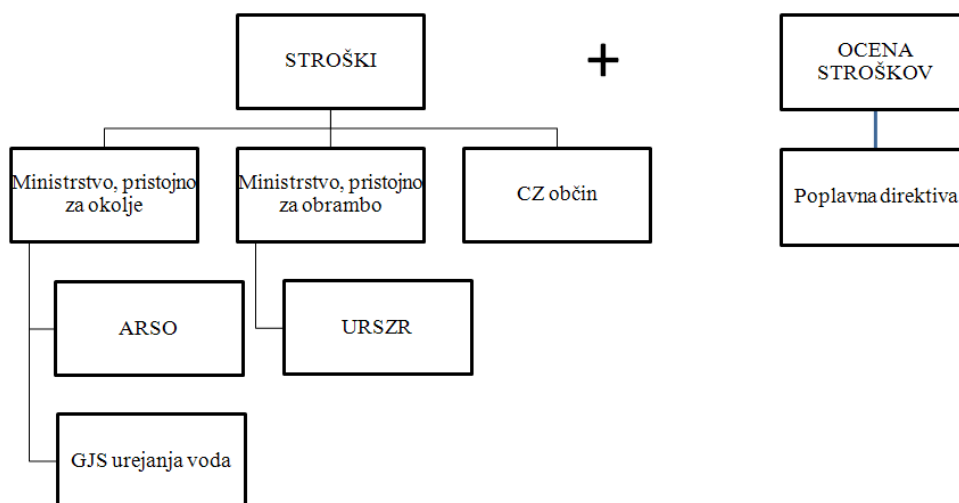 STROŠKI
+
OCENA
STROŠKOV
Ministrstvo, pristojno
za okolje
Ministrstvo, pristojno
za obrambo
CZ občin
Poplavna direktiva
ARSO
URSZR
GJS urejanja voda